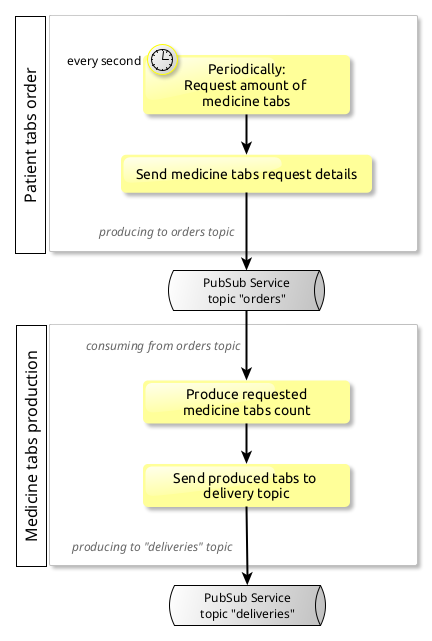 Patient tabs order
every second
Periodically:
Request amount of
medicine tabs
Send medicine tabs request details
producing to orders topic
PubSub Service
topic "orders"
Medicine tabs production
consuming from orders topic
Produce requested
medicine tabs count
Send produced tabs to
delivery topic
producing to "deliveries" topic
PubSub Service
topic "deliveries"